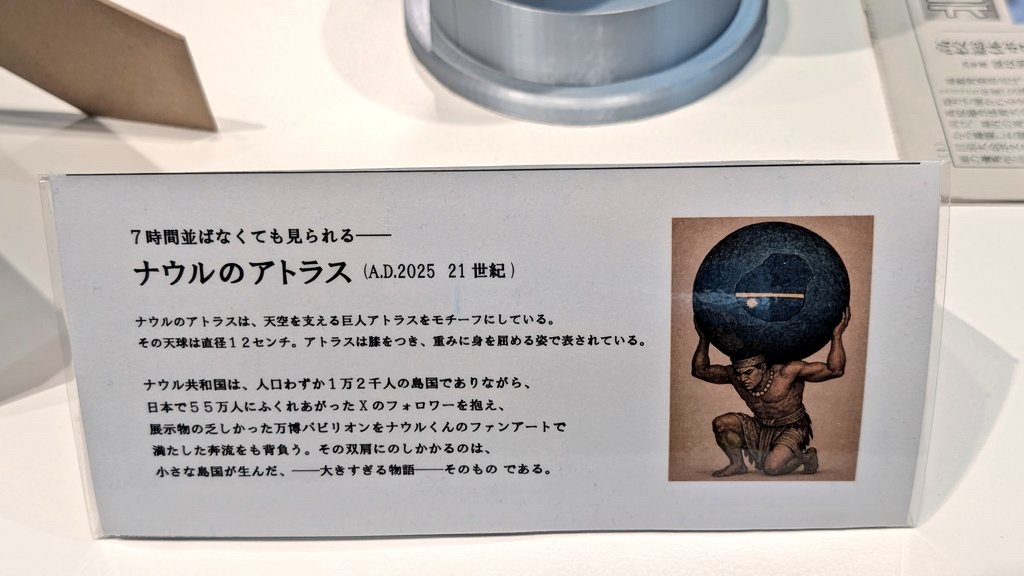 7時間並ばなくても見られる――
ナウルのアトラス (A.D.2025 21世紀)
ナウルのアトラスは、天空を支える巨人アトラスをモチーフにしている。
その天球は直径12センチ。アトラスは膝をつき、重みに身を屈める姿で表されている。
ナウル共和国は、人口わずか1万2千人の島国でありながら、
日本で55万人にふくれあがったXのフォロワーを抱え、
展示物の乏しかった万博パビリオンをナウルくんのファンアートで
満たした奔流をも背負う。その双肩にのしかかるのは、
小さな島国が生んだ、――大きすぎる物語――そのもの である。